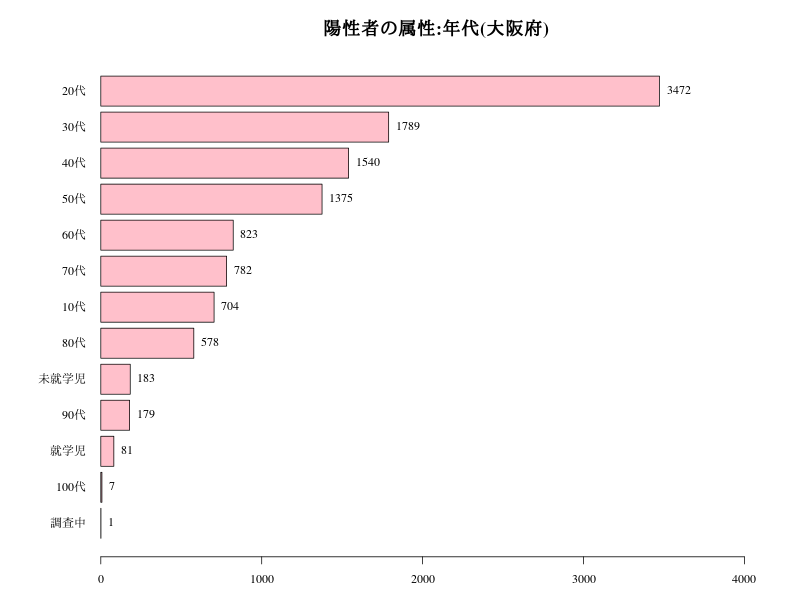 陽性者の属性:年代(大阪府)
20代 3472
30代 1789
40代 1540
50代 1375
60代 823
70代 782
10代 704
80代 578
未就学児 183
90代 179
就学児 81
100代 7
調査中 1
0 1000 2000 3000 4000